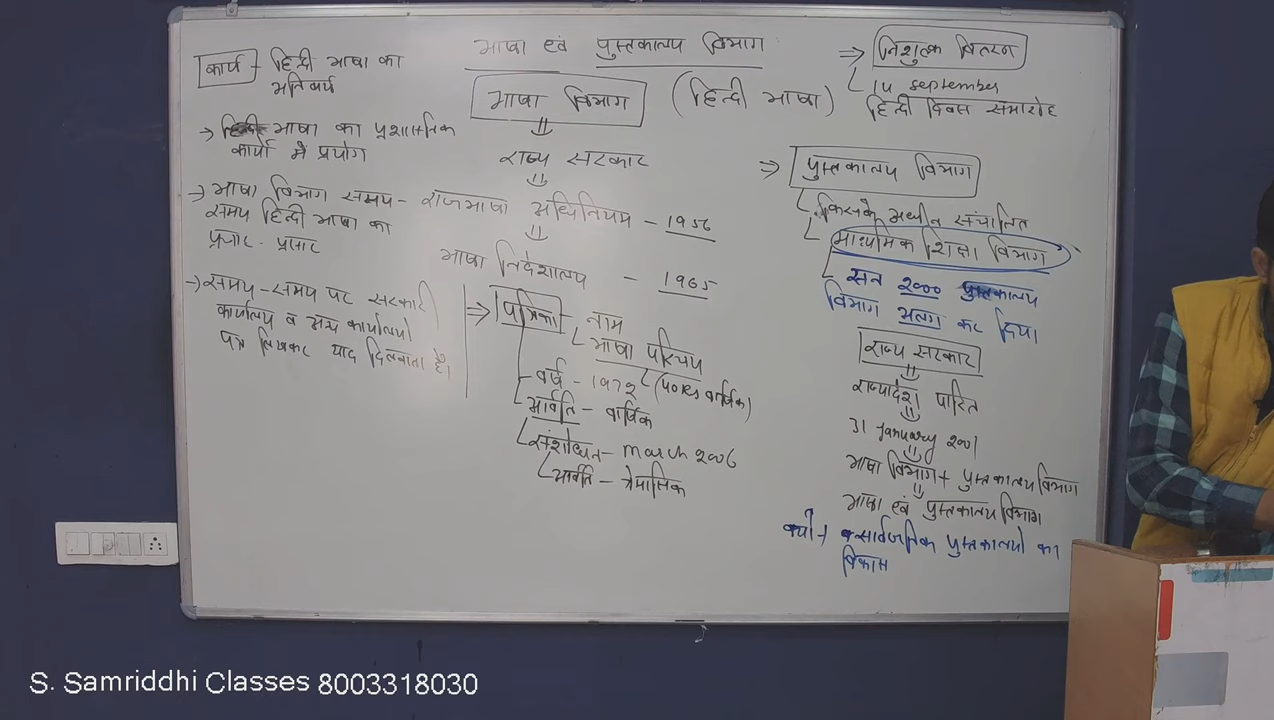 भाषा एवं पुस्तकालय विभाग
कार्य - हिन्दी भाषा का
अनिवार्य
→ भाषा का प्रशासनिक
कार्यो में प्रयोग
→ भाषा विभाग समय -
समय हिन्दी भाषा का
प्रचार - प्रसार
→ समय - समय पर सरकारी
कार्यालय व अन्य कार्यालयो
पत्र लिखकर याद दिलवाता है।
भाषा विभाग (हिन्दी भाषा)
राज्य सरकार
राजभाषा अधिनियम - 1956
भाषा निदेशालय - 1965
⇒ पत्रिका - नाम
भाषा परिचय
वर्ष - 1972 (वार्षिक)
आवर्ति - वार्षिक
संशोधित - march 2006
आवर्ति - त्रैमासिक
⇒ निशुल्क वितरण
14 september
हिन्दी दिवस समारोह
⇒ पुस्तकालय विभाग
किसके अधीन संचालित
माध्यमिक शिक्षा विभाग
सन 2000 पुस्तकालय
विभाग अलग कर दिया
राज्य सरकार
राज्यादेश पारित
31 january 2001
भाषा विभाग + पुस्तकालय विभाग
भाषा एवं पुस्तकालय विभाग
क्यो → सार्वजनिक पुस्तकालयो का
विकास
S. Samriddhi Classes 8003318030